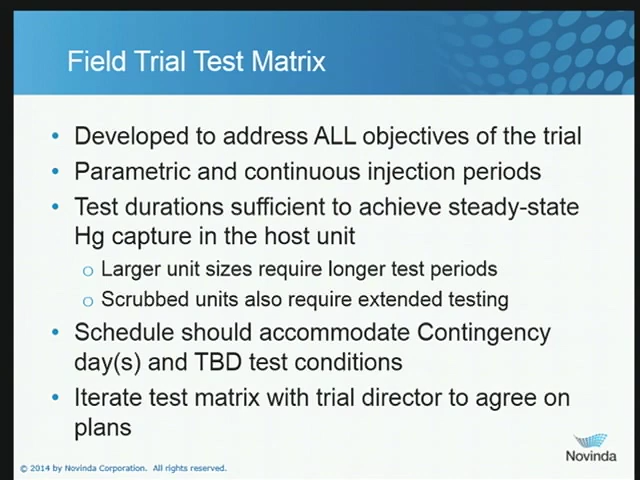 Field Trial Test Matrix
• Developed to address ALL objectives of the trial
• Parametric and continuous injection periods
• Test durations sufficient to achieve steady-state
Hg capture in the host unit
o Larger unit sizes require longer test periods
o Scrubbed units also require extended testing
• Schedule should accommodate Contingency
day(s) and TBD test conditions
• Iterate test matrix with trial director to agree on
plans
Novinda
© 2014 by Novinda Corporation. All rights reserved.